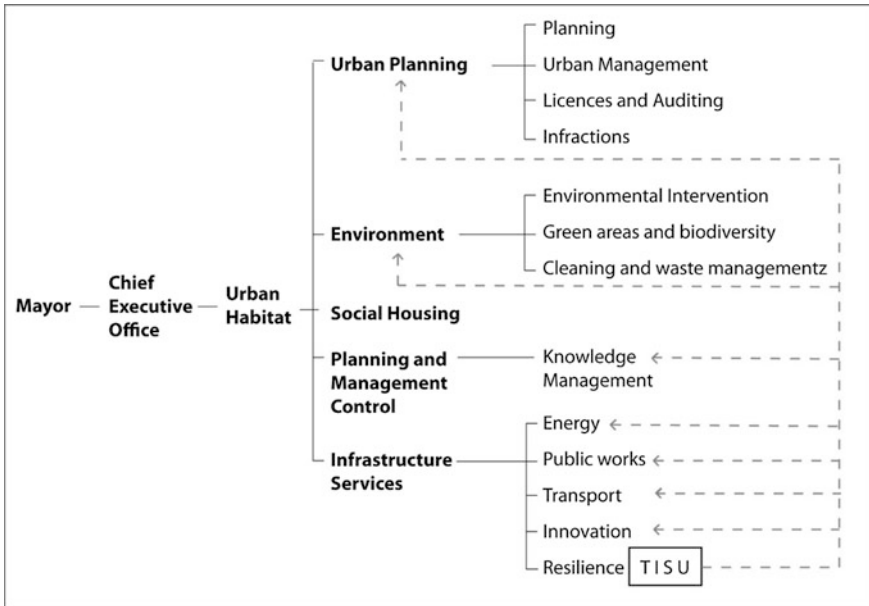 Planning
Urban Planning
Urban Management
Licences and Auditing
Infractions
Environmental Intervention
Environment
Green areas and biodiversity
Cleaning and waste managementz
Mayor
Chief
Executive
Office
Urban
Habitat
Social Housing
Planning and
Management
Control
Knowledge
Management
Energy
Infrastructure
Services
Public works
Transport
Innovation
Resilience TISU